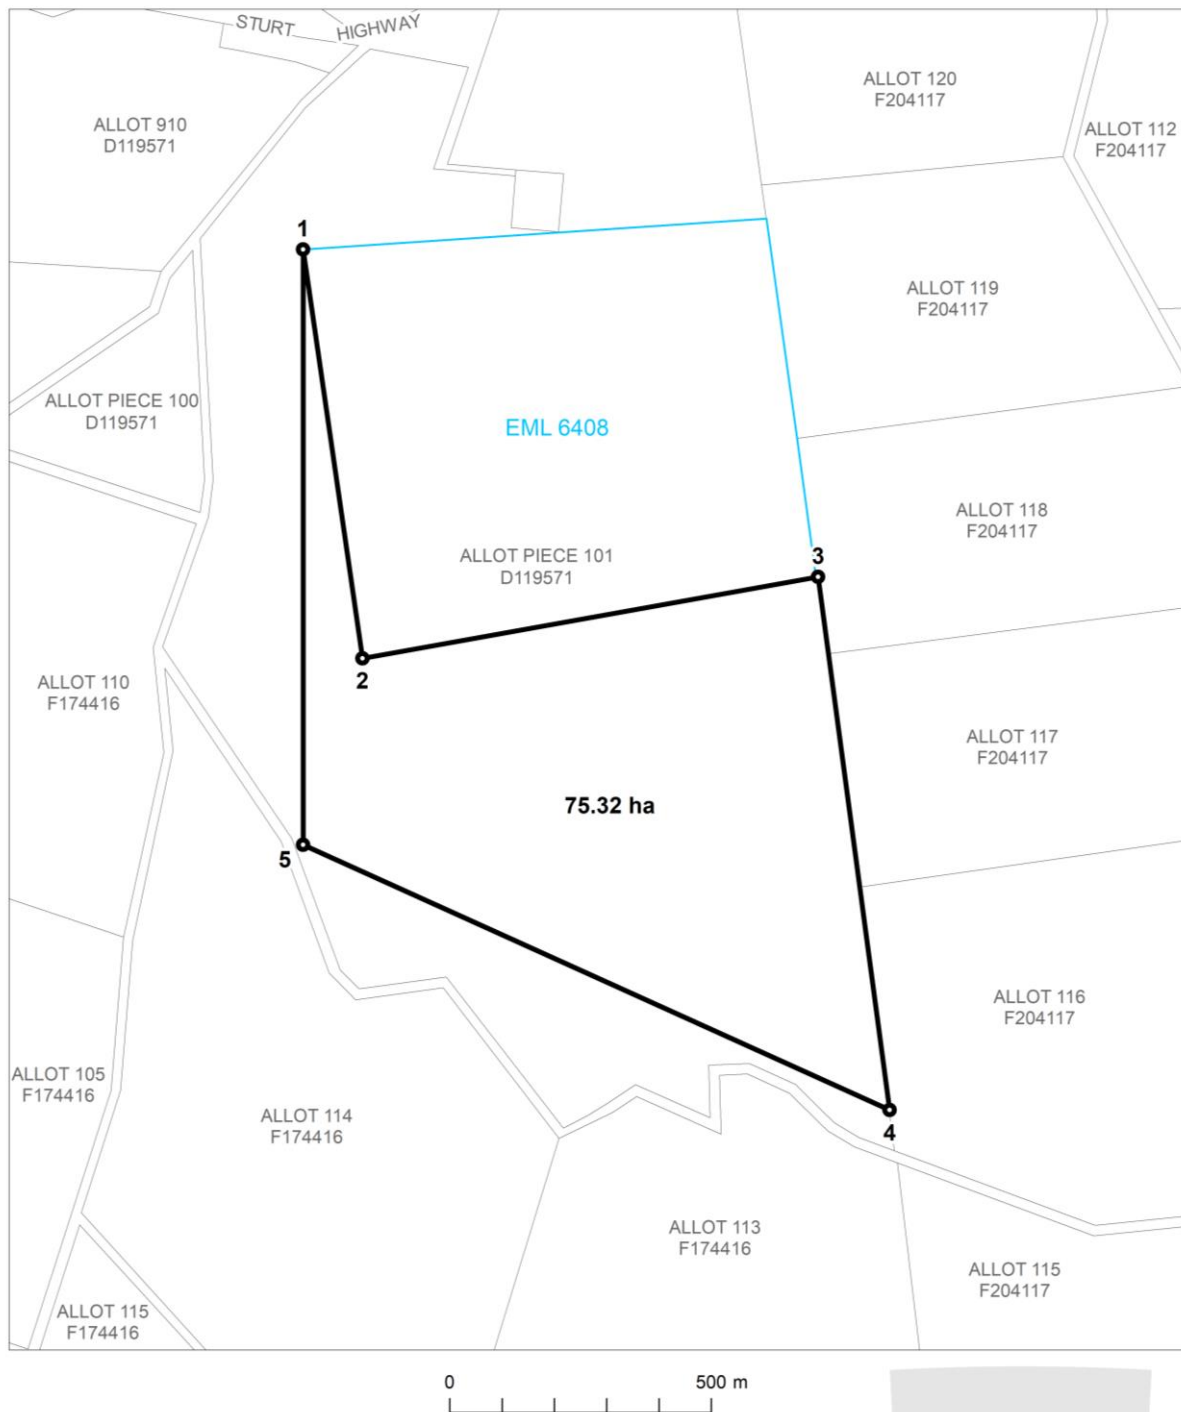 STURT HIGHWAY
ALLOT 120
F204117
ALLOT 910
D119571
ALLOT 112
F204117
1
ALLOT 119
F204117
ALLOT PIECE 100
D119571
EML 6408
ALLOT 118
F204117
ALLOT PIECE 101
D119571
3
2
ALLOT 110
F174416
ALLOT 117
F204117
75.32 ha
5
ALLOT 116
F204117
ALLOT 105
F174416
ALLOT 114
F174416
4
ALLOT 113
F174416
ALLOT 115
F204117
ALLOT 115
F174416
0 500 m